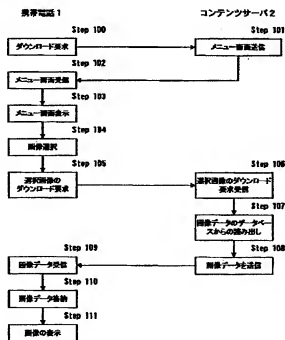 携帯電話1
コンテンツサーバ2
Step 100
Step 101
ダウンロード要求
メニュー画面送信
Step 102
メニュー画面受信
Step 103
メニュー画面表示
Step 104
画像選択
Step 105
Step 106
選択画像の
ダウンロード要求
選択画像のダウンロード
要求受信
Step 107
画像データのデータベ
スからの読み出し
Step 108
Step 109
画像データ受信
画像データを送信
Step 110
画像データ格納
Step 111
画像の表示